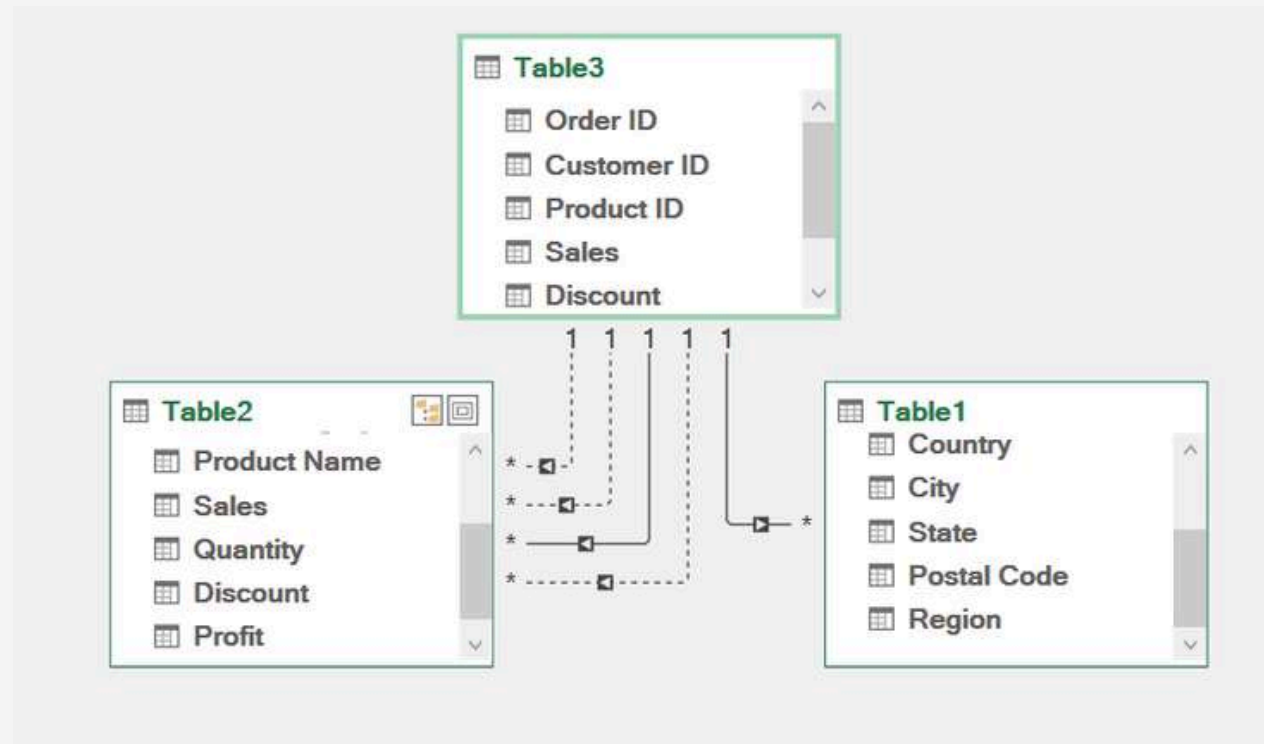 Table3
Order ID
Customer ID
Product ID
Sales
Discount
1 1 1 1 1
Table2
Product Name
Sales
Quantity
Discount
Profit
*
*
*
*
*
Table1
Country
City
State
Postal Code
Region